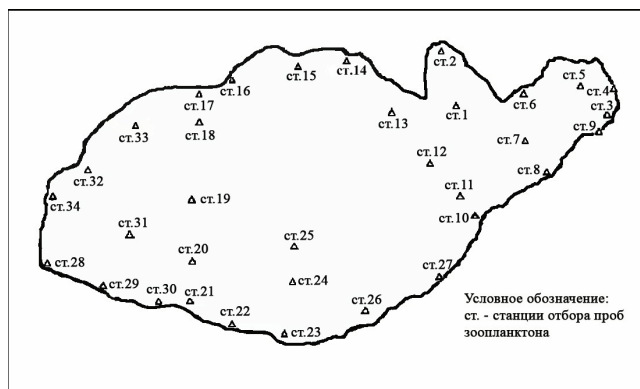 ст.2
ст.14
ст.15
ст.16
ст.5
ст.44
ст.6
ст.17
ст.1
ст.3
ст.13
ст.18
ст.33
ст.9
ст.7
ст.12
ст.8
ст.32
ст.11
ст.34
ст.19
ст.10
ст.31
ст.25
ст.20
ст.28
ст.27
ст.24
ст.29
ст.30
ст.21
ст.26
ст.22
ст.23
Условное обозначение:
ст. - станции отбора проб
зоопланктона